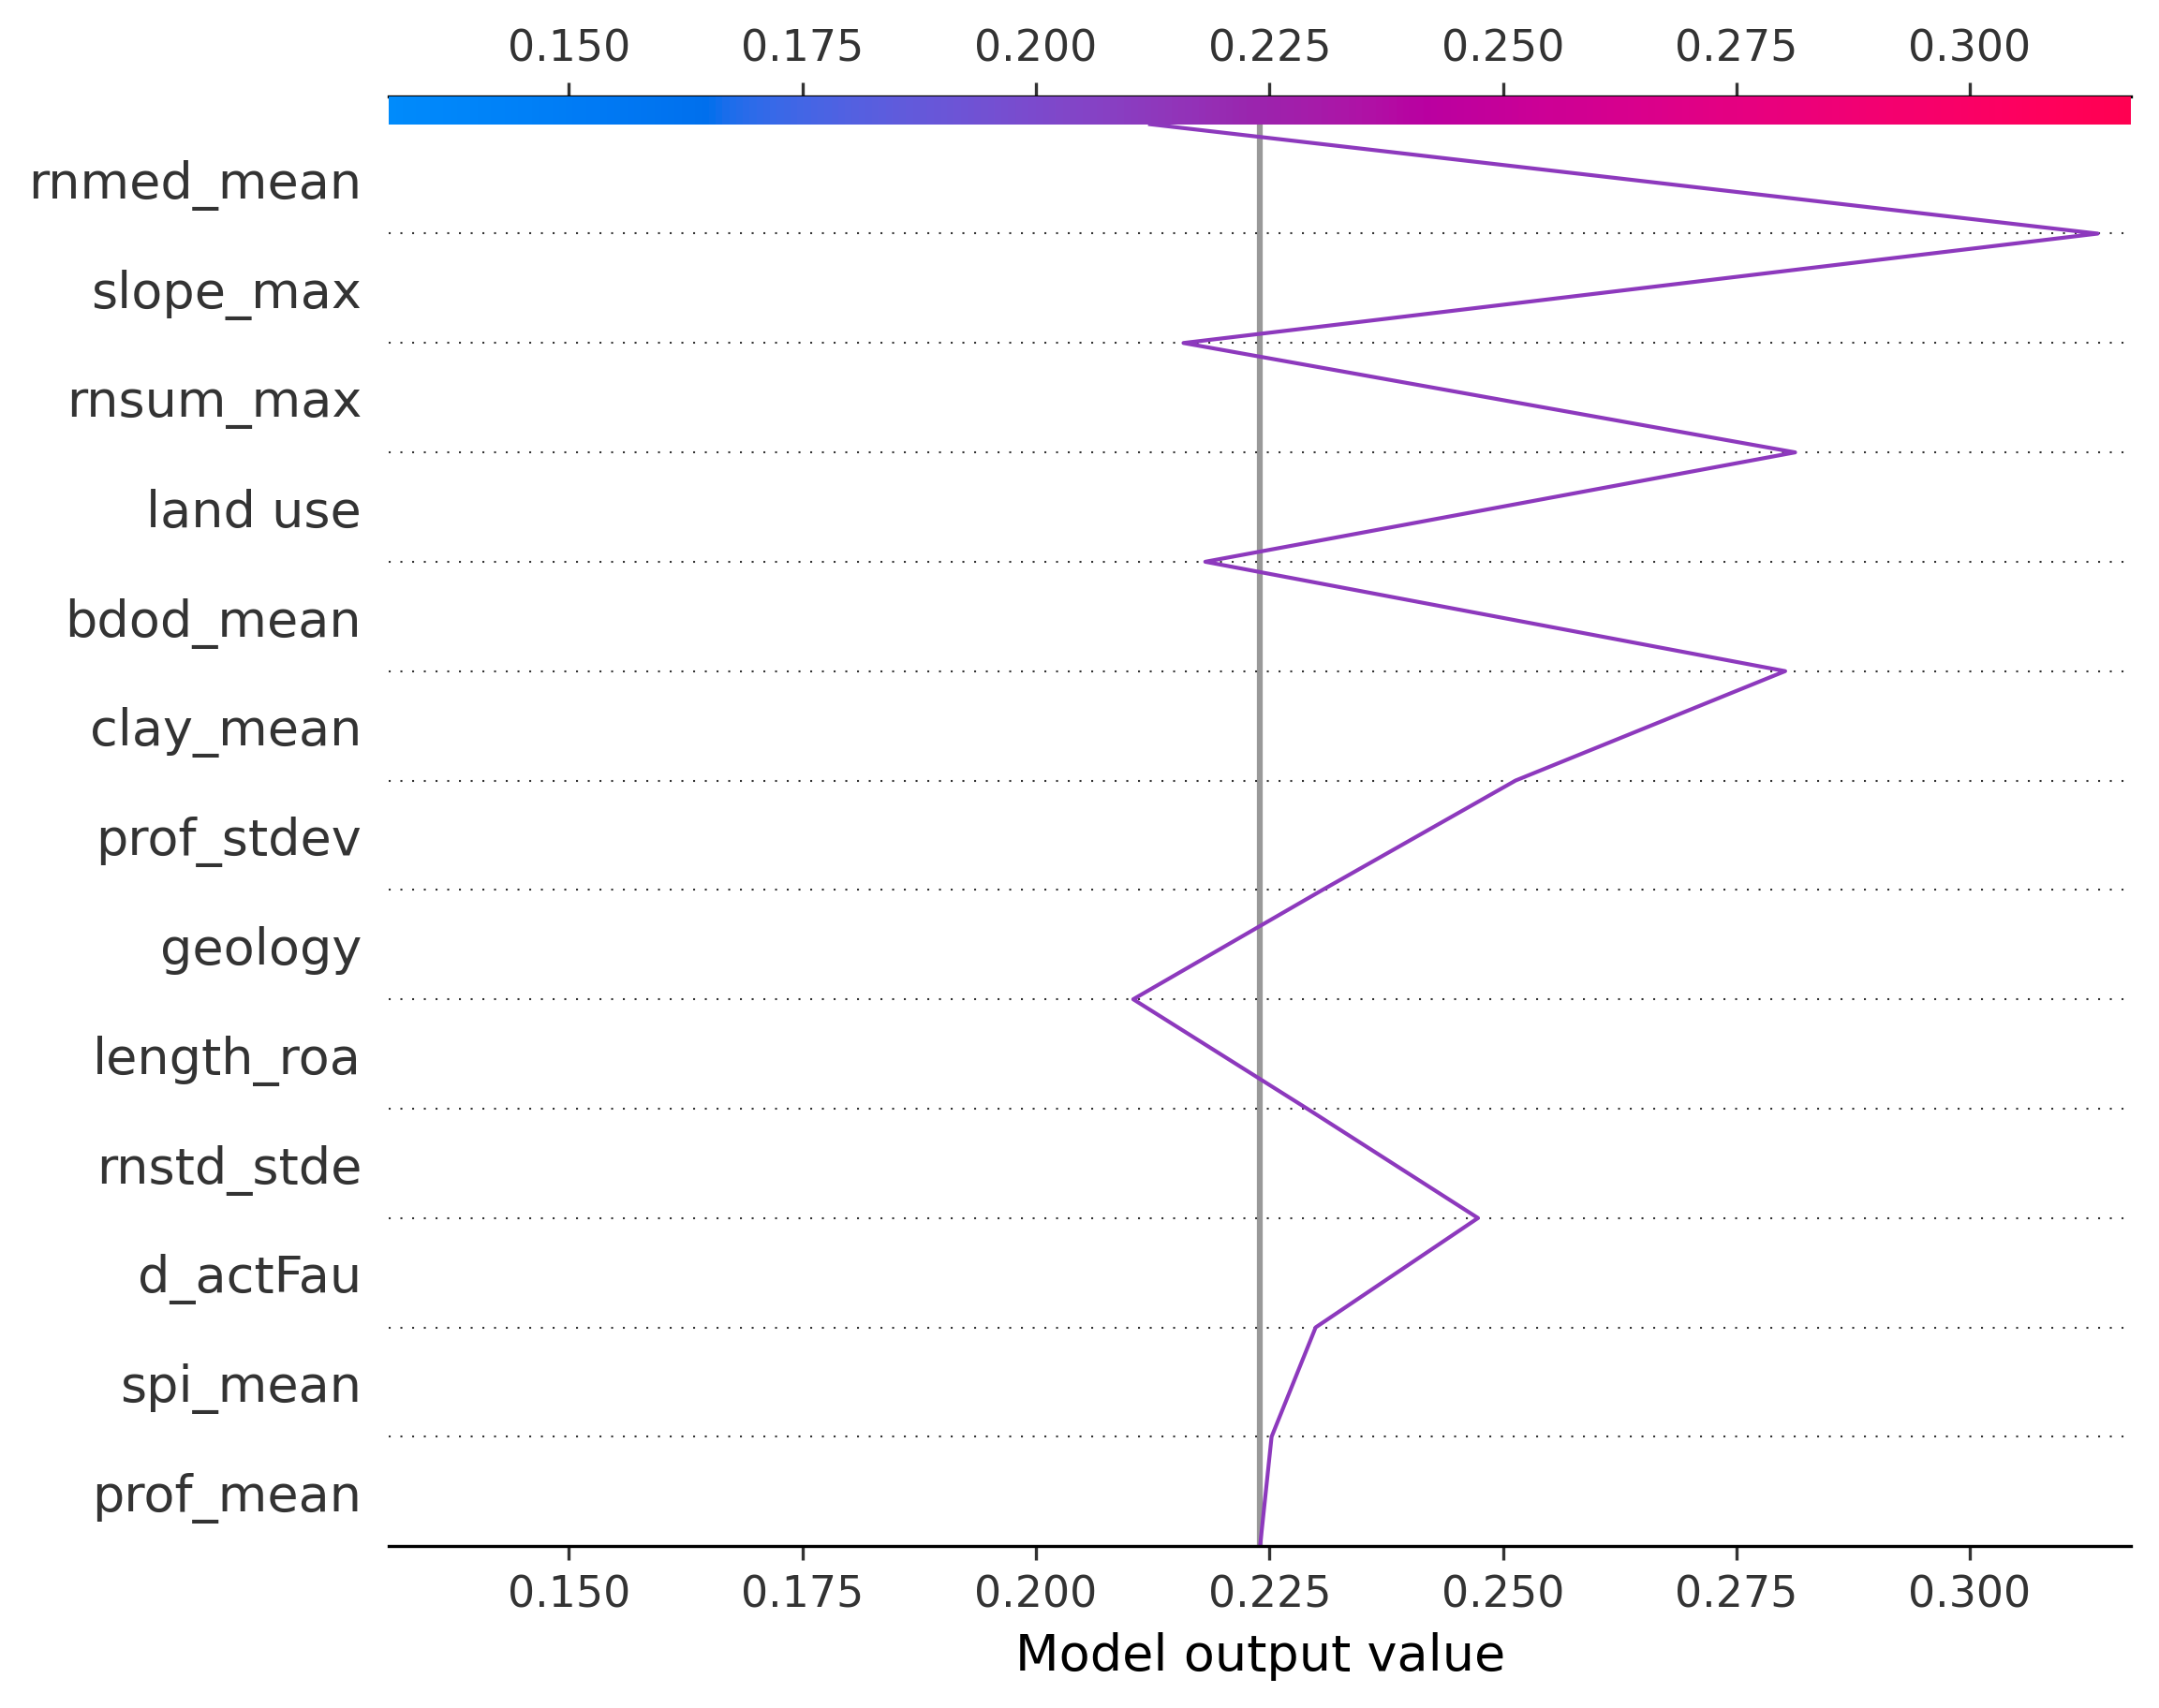 0.150 0.175 0.200 0.225 0.250 0.275 0.300
rnmed_mean
slope_max
rnsum_max
land use
bdod_mean
clay_mean
prof_stdev
geology
length_roa
rnstd_stde
d_actFau
spi_mean
prof_mean
0.150 0.175 0.200 0.225 0.250 0.275 0.300
Model output value